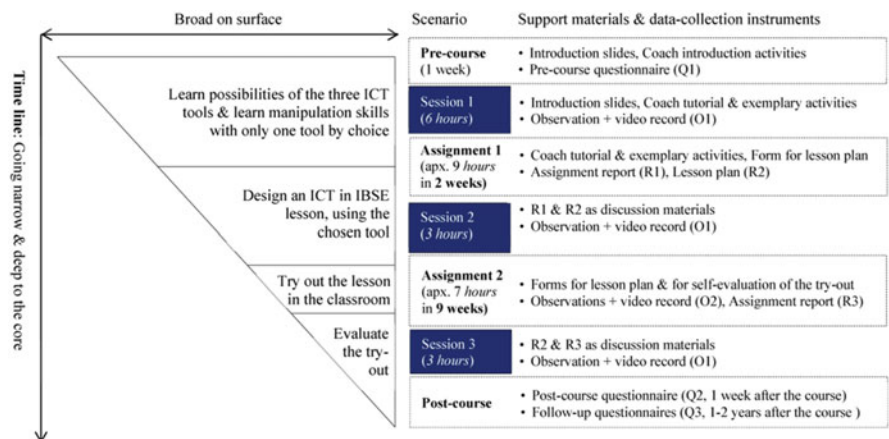 Broad on surface
Scenario
Support materials & data-collection instruments
Time line: Going narrow & deep to the core
Learn possibilities of the three ICT
tools & learn manipulation skills
with only one tool by choice
Design an ICT in IBSE
lesson, using the
chosen tool
Try out the lesson
in the classroom
Evaluate
the try-
out
Pre-course
(1 week)
• Introduction slides, Coach introduction activities
• Pre-course questionnaire (Q1)
Session 1
(6 hours)
• Introduction slides, Coach tutorial & exemplary activities
• Observation + video record (O1)
Assignment 1
(apx. 9 hours
in 2 weeks)
• Coach tutorial & exemplary activities, Form for lesson plan
• Assignment report (R1), Lesson plan (R2)
Session 2
(3 hours)
• R1 & R2 as discussion materials
• Observation + video record (O1)
Assignment 2
(apx. 7 hours
in 9 weeks)
• Forms for lesson plan & for self-evaluation of the try-out
• Observations + video record (O2), Assignment report (R3)
Session 3
(3 hours)
• R2 & R3 as discussion materials
• Observation + video record (O1)
Post-course
• Post-course questionnaire (Q2, 1 week after the course)
• Follow-up questionnaires (Q3, 1-2 years after the course )